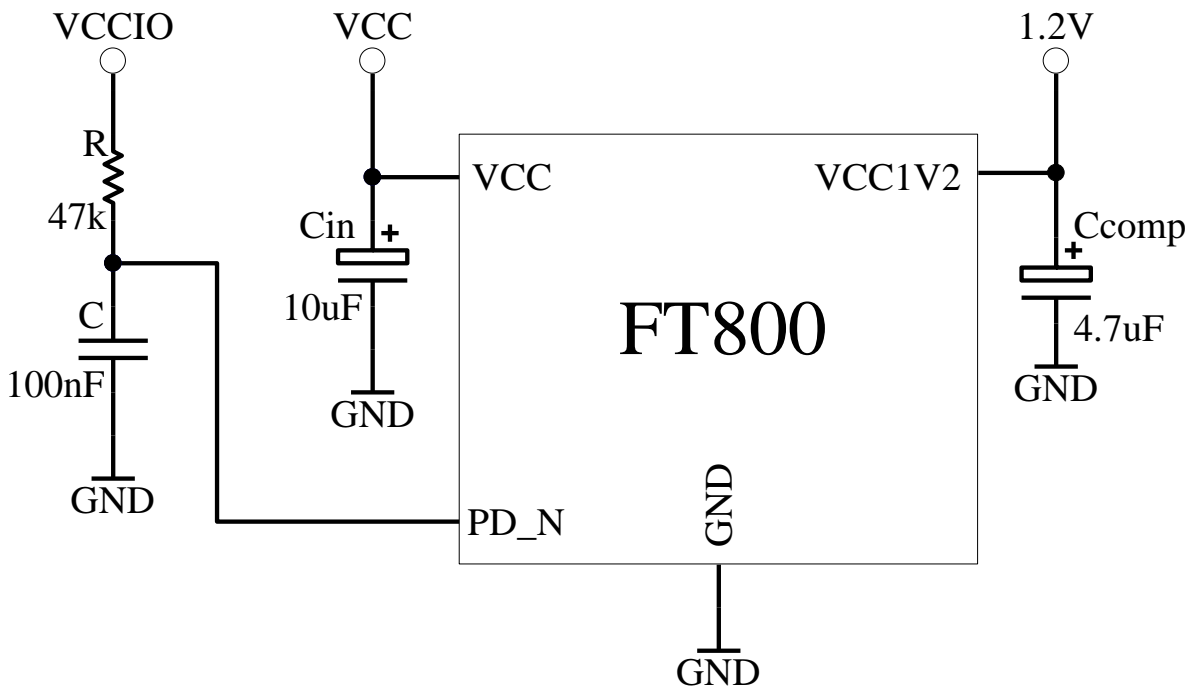 VCCIO
VCC
1.2V
R
47k
C
100nF
GND
Cin
+
10uF
GND
VCC
VCC1V2
FT800
PD_N
GND
GND
Ccomp
+
4.7uF
GND